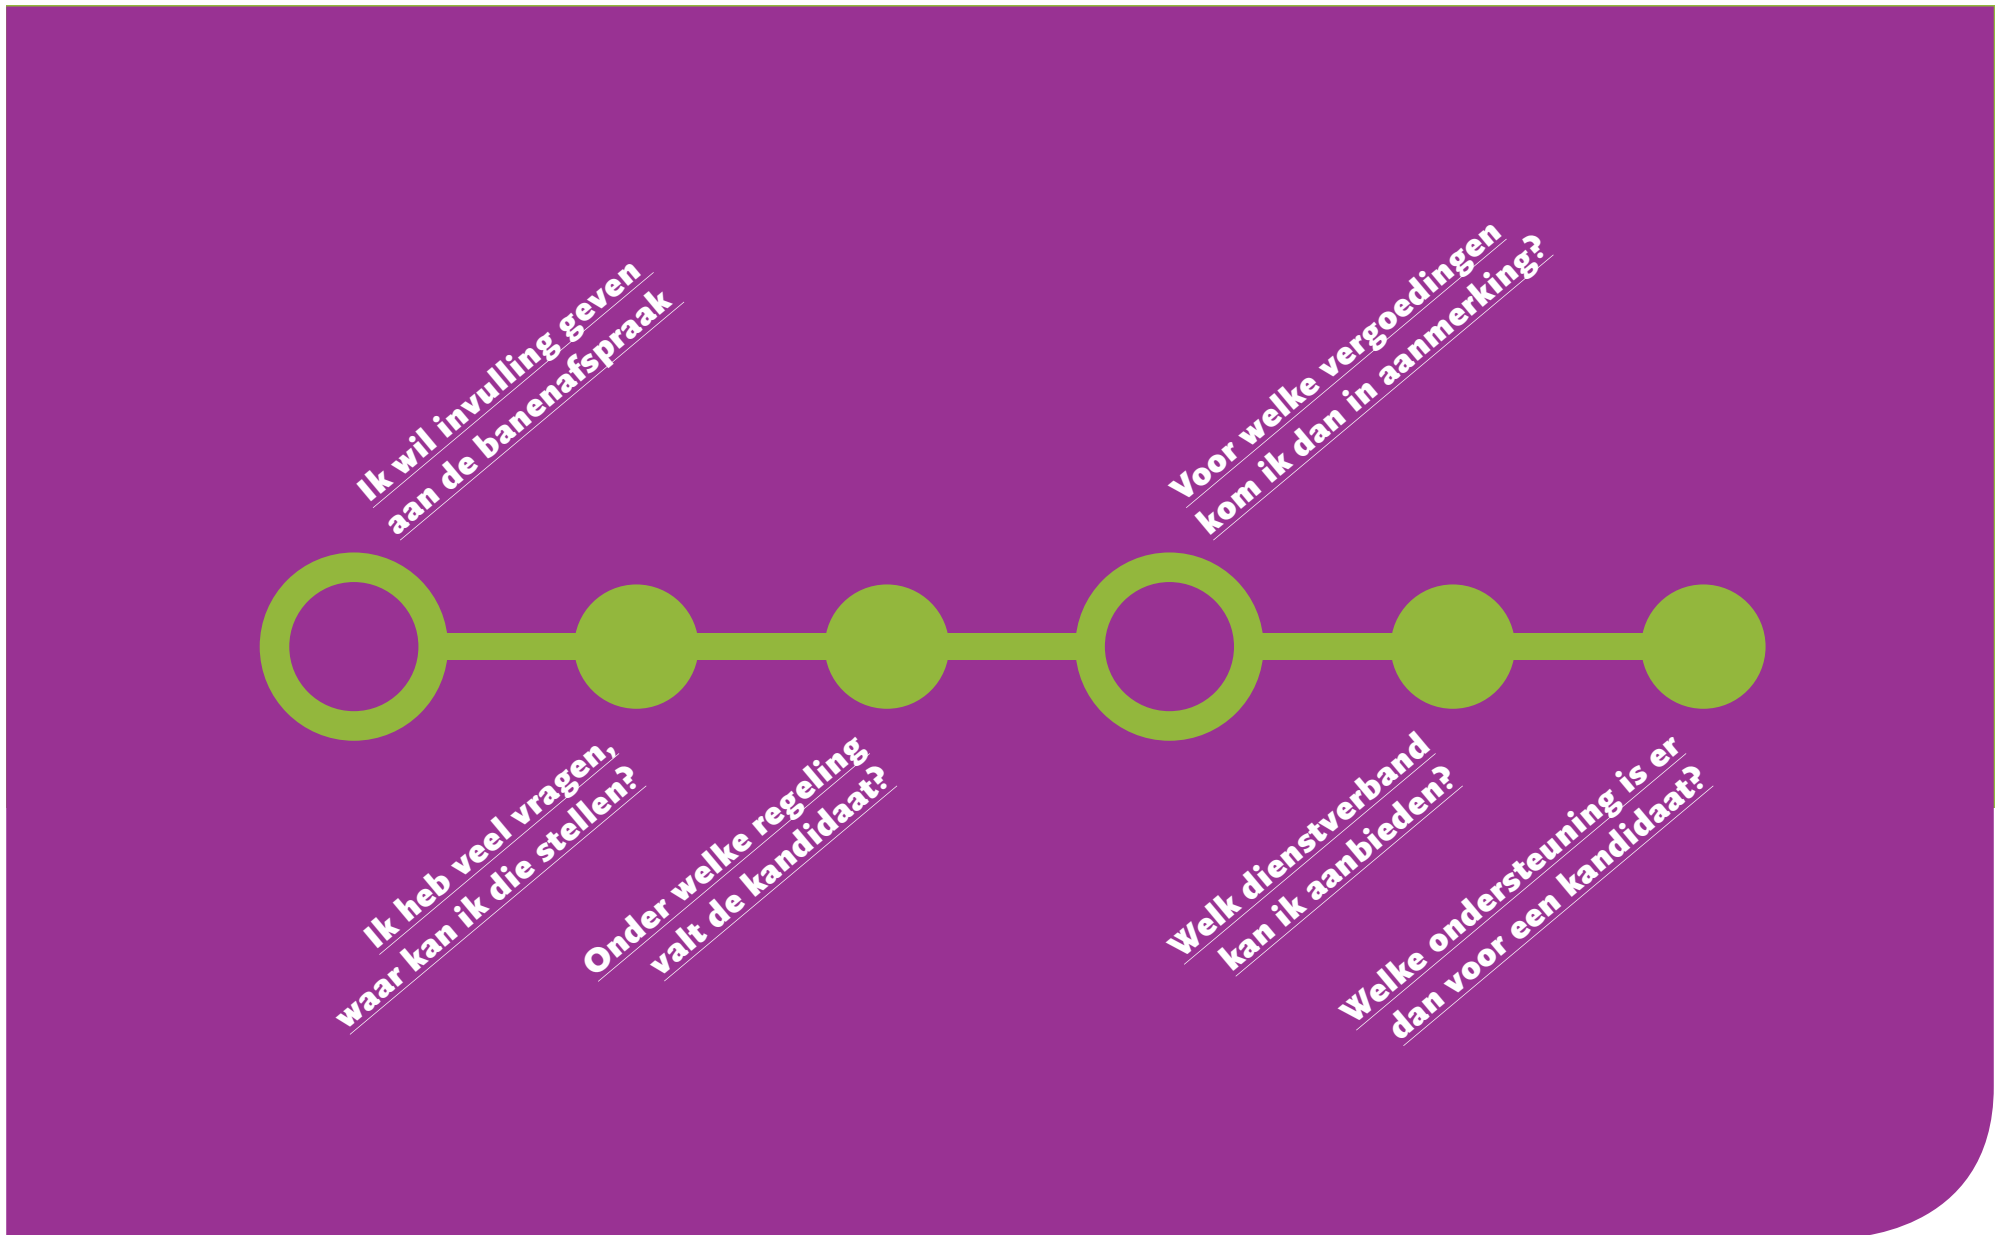 Ik wil invulling geven
aan de banenafspraak
Ik heb veel vragen,
waar kan ik die stellen?
Onder welke regeling
valt de kandidaat?
Voor welke vergoedingen
kom ik dan in aanmerking?
Welk dienstverband
kan ik aanbieden?
Welke ondersteuning is er
dan voor een kandidaat?